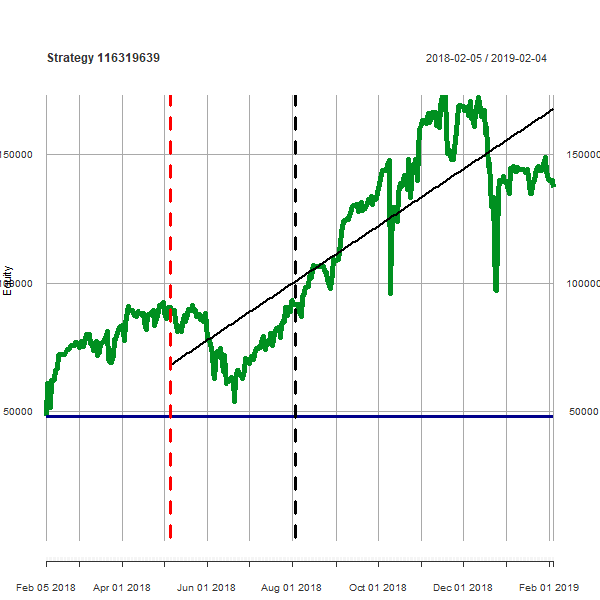 Strategy 116319639
2018-02-05 / 2019-02-04
150000 150000
100000 100000
Equity
50000 50000
Feb 05 2018 Apr 01 2018 Jun 01 2018 Aug 01 2018 Oct 01 2018 Dec 01 2018 Feb 01 2019